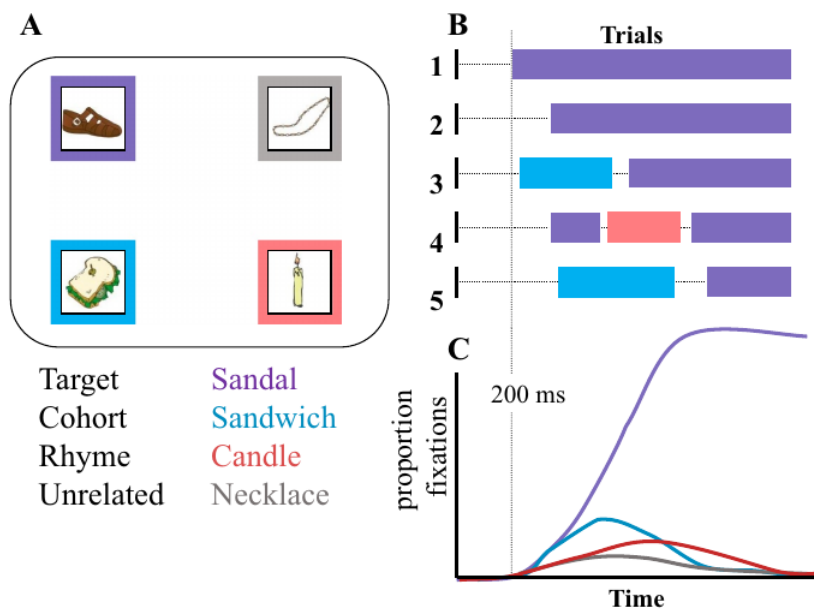 A
Target Sandal
Cohort Sandwich
Rhyme Candle
Unrelated Necklace
B
Trials
1
2
3
4
5
C
200 ms
proportion
fixations
Time